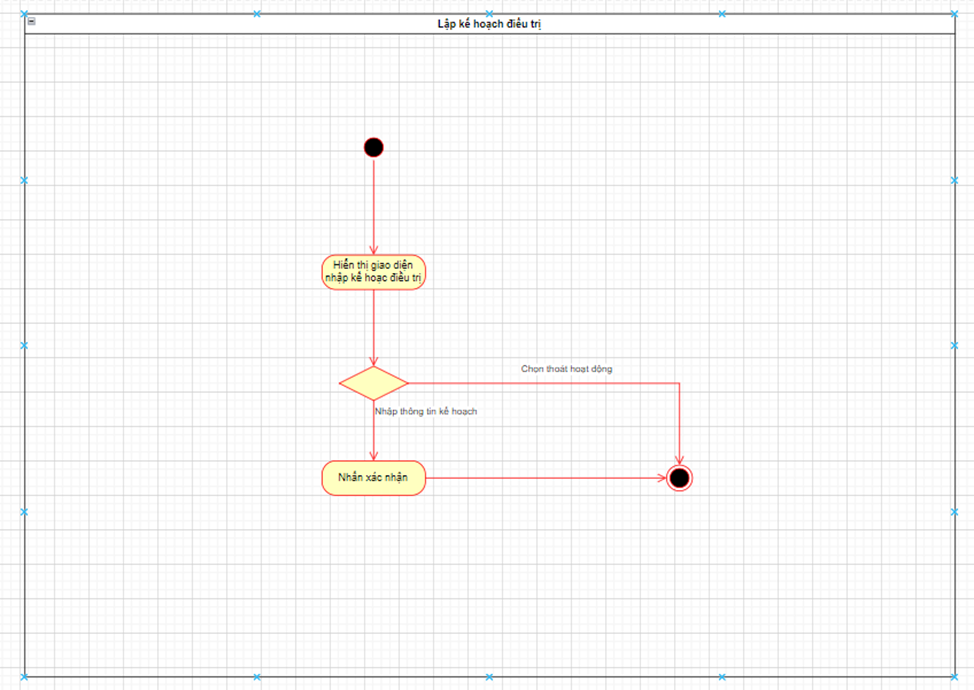 Lập kế hoạch điều trị
Hiển thị giao diện
nhập kế hoạc điều trị
Chọn thoát hoạt động
Nhập thông tin kế hoạch
Nhấn xác nhận